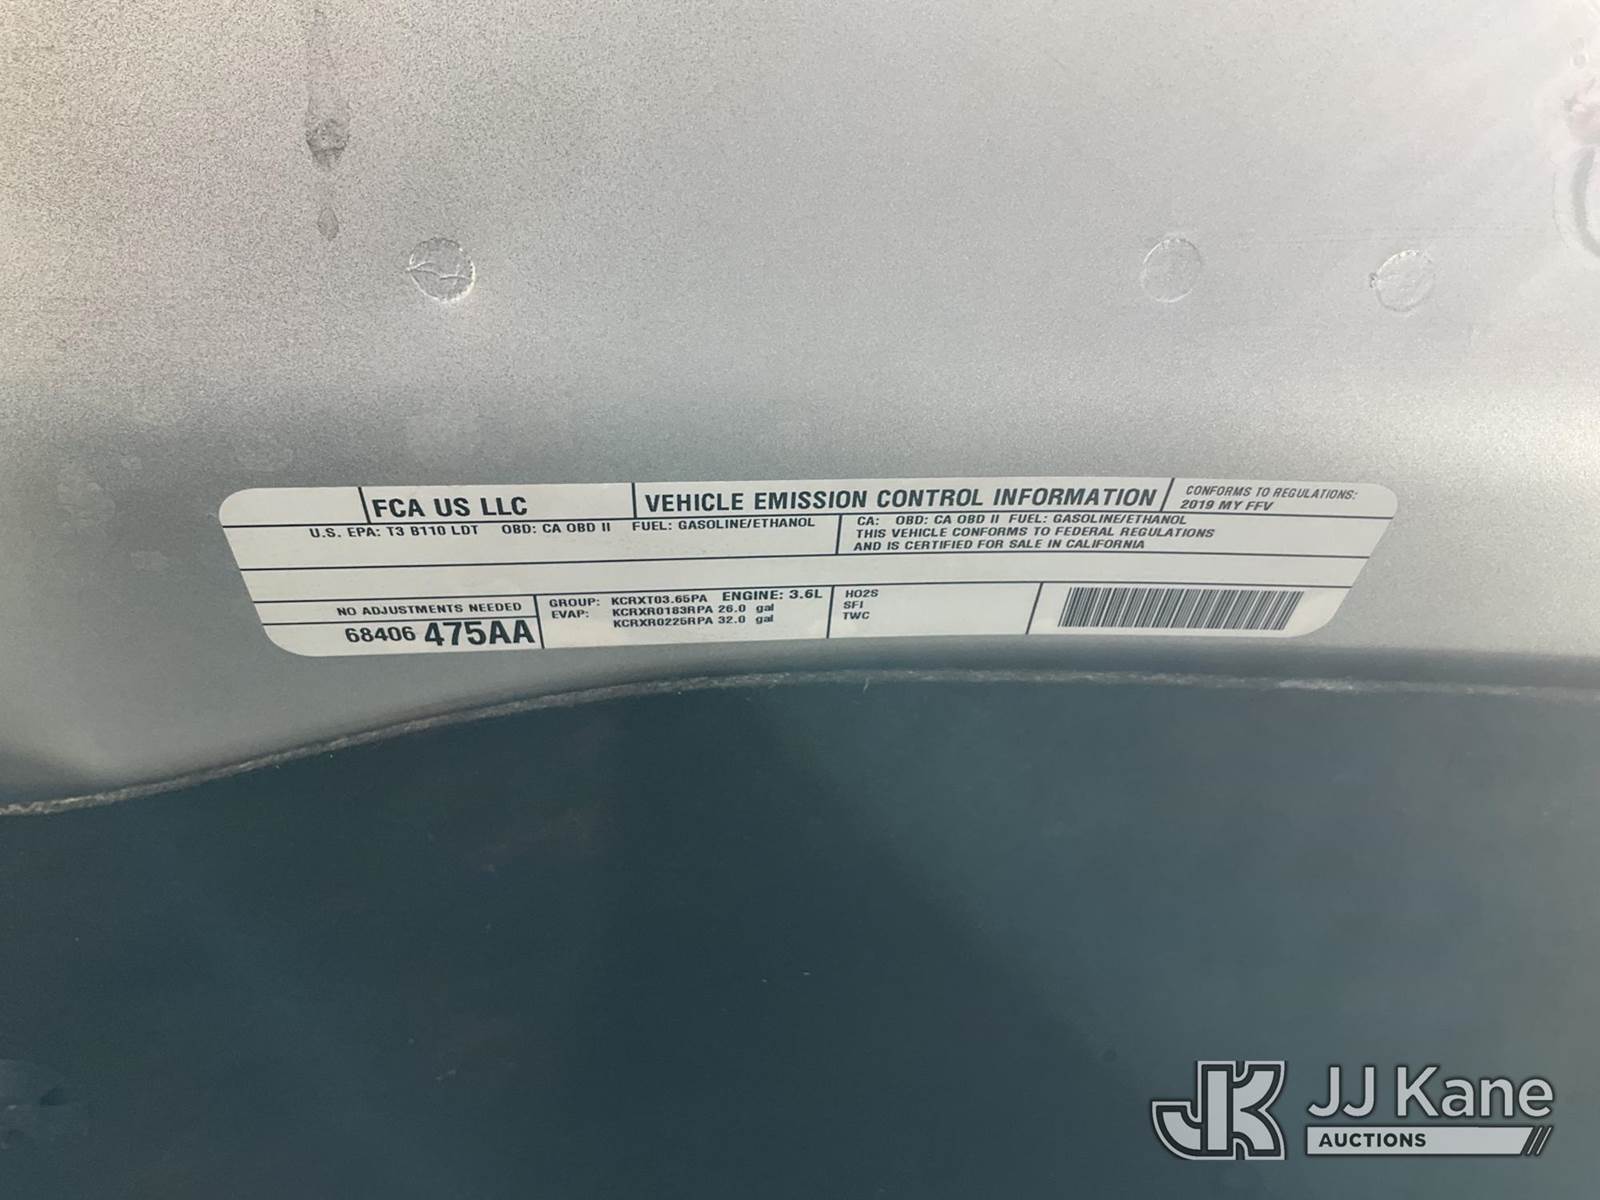 FCA US LLC
VEHICLE EMISSION CONTROL INFORMATION
CONFORMS TO REGULATIONS:
2019 MY FFV
U.S. EPA: T3 B110 LDT OBD: CA OBD II FUEL: GASOLINE/ETHANOL
CA: OBD: CA OBD II FUEL: GASOLINE/ETHANOL
THIS VEHICLE CONFORMS TO FEDERAL REGULATIONS
AND IS CERTIFIED FOR SALE IN CALIFORNIA
NO ADJUSTMENTS NEEDED
68406 475AA
GROUP: KCRXT03.65PA ENGINE: 3.6L
EVAP: KCRXR0183RPA 26.0 gal
KCRXR0225RPA 32.0 gal
HO2S
SFI
TWC
JK JJ Kane
AUCTIONS